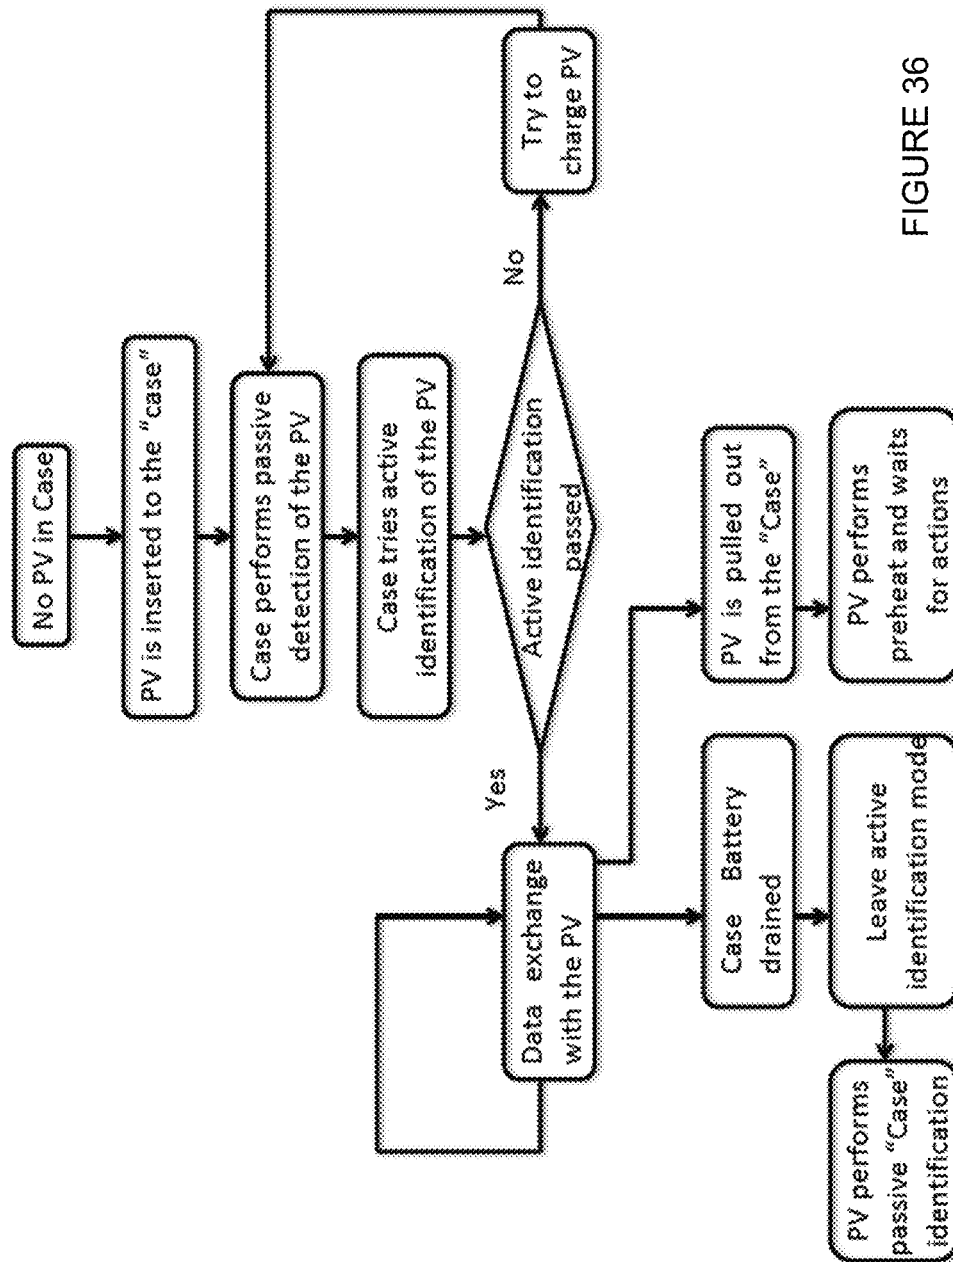 No PV in Case
PV is inserted to the “case”
Case performs passive
detection of the PV
Case tries active
identification of the PV
Active identification
passed
Yes
No
Try to
charge PV
Data exchange
with the PV
Case Battery
drained
PV is pulled out
from the “Case”
Leave active
identification mode
PV performs
preheat and waits
for actions
PV performs
passive “Case”
identification
FIGURE 36